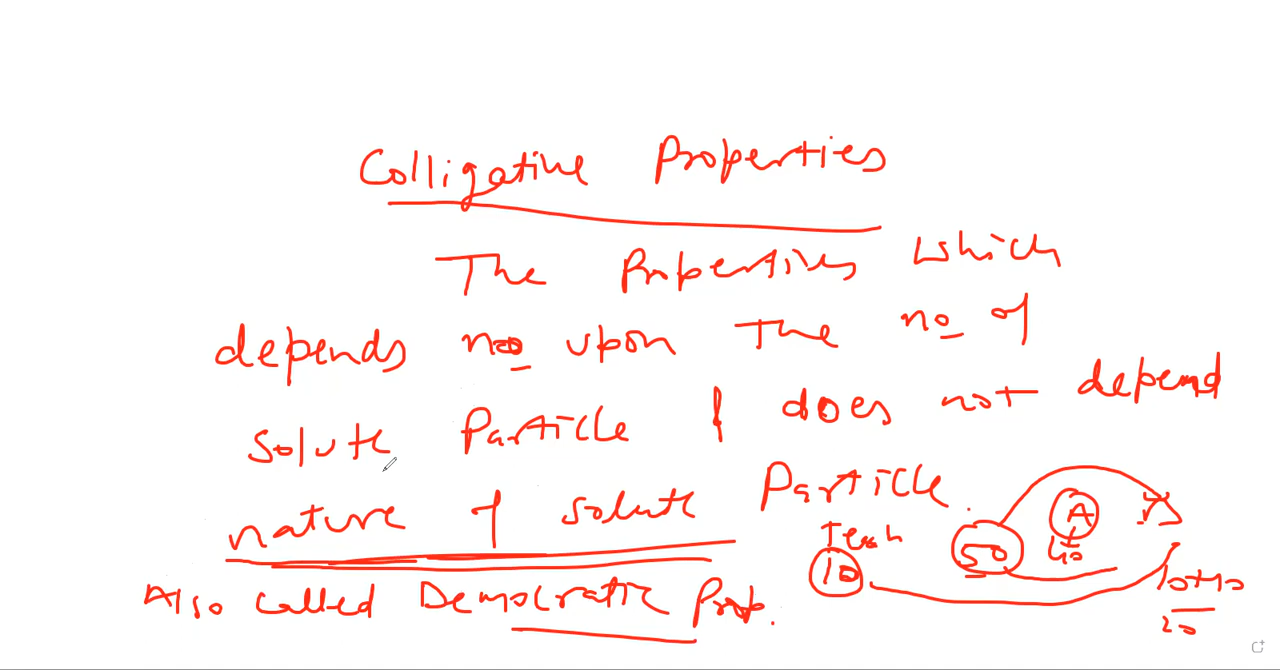 Colligative Properties
The Properties which
depends no upon the no of
solute Particle & does not depend
nature of solute Particle.
Also called Democratic Prop.
Teach
10
50
A
40
10+10
20